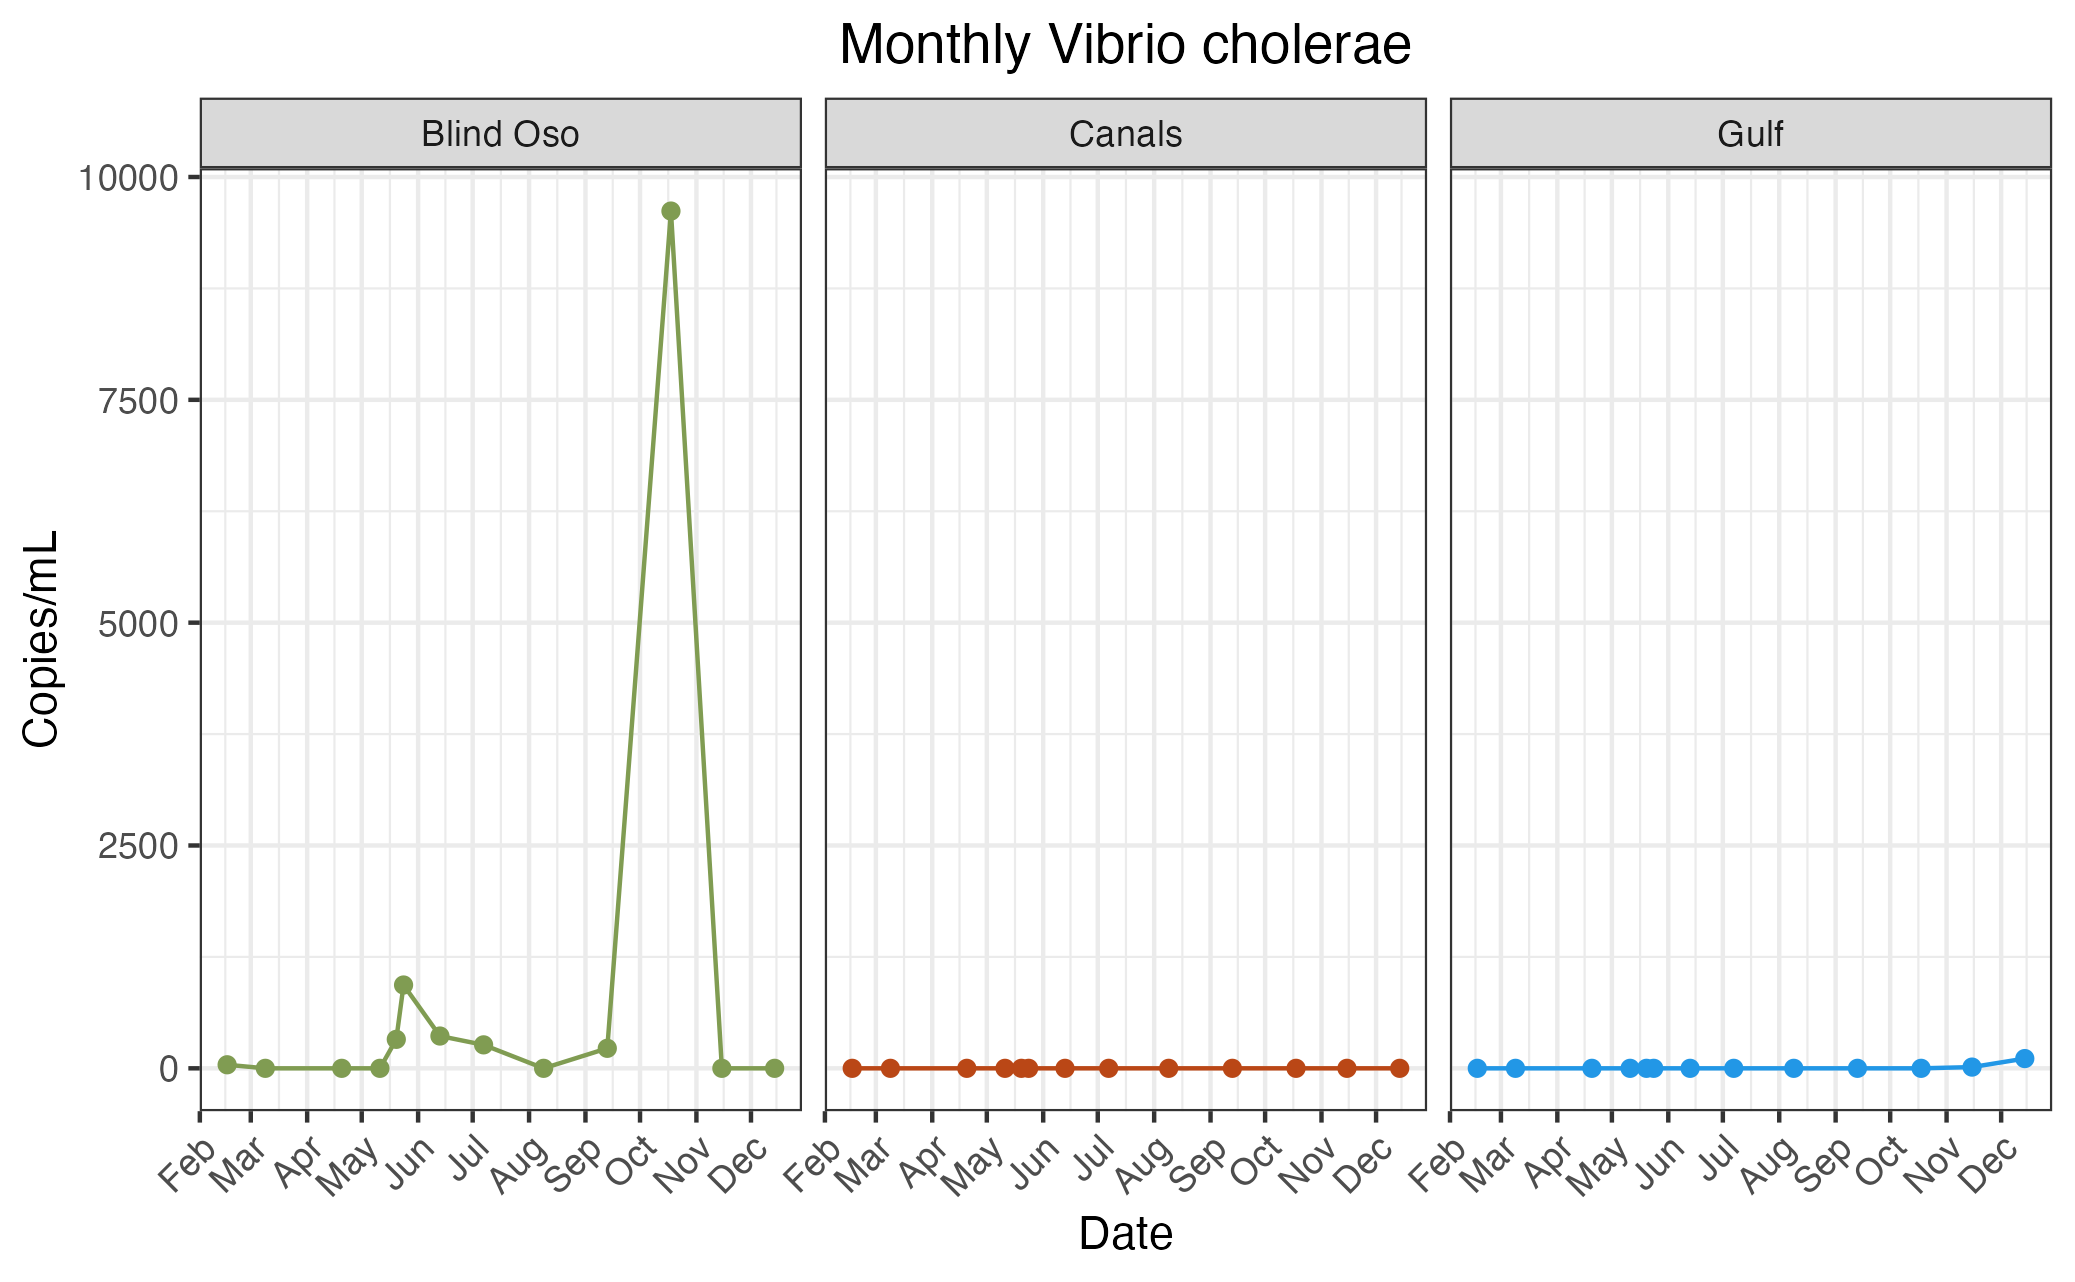 Monthly Vibrio cholerae
Blind Oso Canals Gulf
10000
7500
5000
2500
0
Copies/mL
Feb Mar Apr May Jun Jul Aug Sep Oct Nov Dec Feb Mar Apr May Jun Jul Aug Sep Oct Nov Dec Feb Mar Apr May Jun Jul Aug Sep Oct Nov Dec
Date